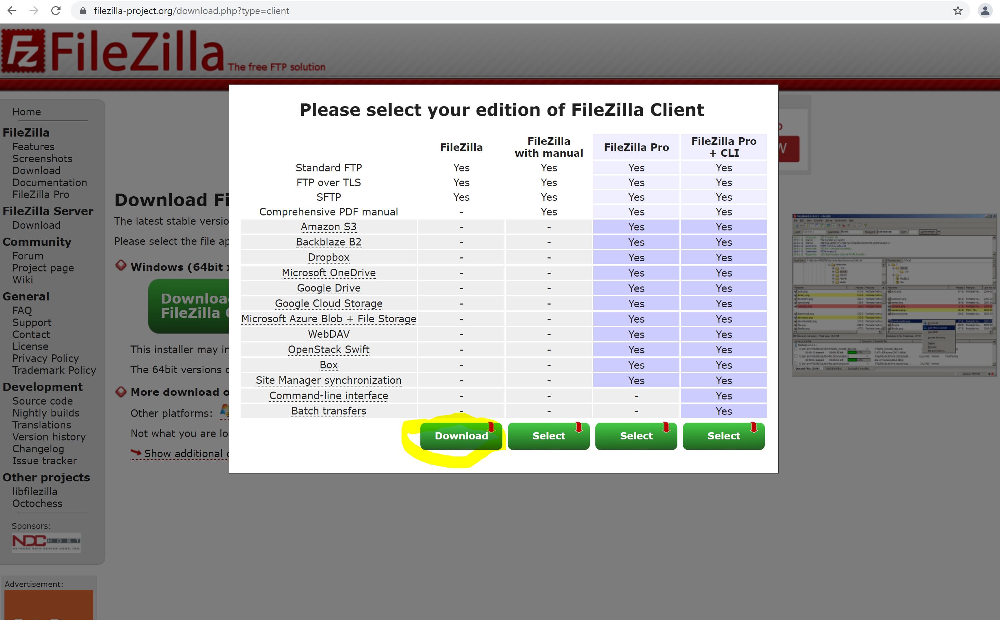 filezilla-project.org/download.php?type=client
FileZilla The free FTP solution
Home
FileZilla
Features
Screenshots
Download
Documentation
FileZilla Pro
FileZilla Server
Download
Community
Forum
Project page
Wiki
General
FAQ
Support
Contact
License
Privacy Policy
Trademark Policy
Development
Source code
Nightly builds
Translations
Version history
Changelog
Issue tracker
Other projects
libfilezilla
Octochess
Sponsors:
NDC HOST
NETWORK DATA CENTER HOST, INC.
Advertisement:
Download Fi
The latest stable versio
Please select the file ap
Windows (64bit x
Download
FileZilla C
This installer may in
The 64bit versions o
More download o
Other platforms:
Not what you are lo
Show additional o
Please select your edition of FileZilla Client
FileZilla FileZilla with manual FileZilla Pro FileZilla Pro + CLI
Standard FTP Yes Yes Yes Yes
FTP over TLS Yes Yes Yes Yes
SFTP Yes Yes Yes Yes
Comprehensive PDF manual - Yes Yes Yes
Amazon S3 - - Yes Yes
Backblaze B2 - - Yes Yes
Dropbox - - Yes Yes
Microsoft OneDrive - - Yes Yes
Google Drive - - Yes Yes
Google Cloud Storage - - Yes Yes
Microsoft Azure Blob + File Storage - - Yes Yes
WebDAV - - Yes Yes
OpenStack Swift - - Yes Yes
Box - - Yes Yes
Site Manager synchronization - - Yes Yes
Command-line interface - - - Yes
Batch transfers - - - Yes
Download Select Select Select